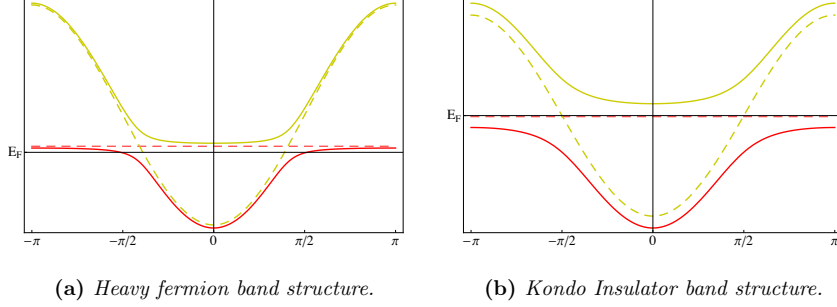 E_F
E_F
−π −π/2 0 π/2 π
−π −π/2 0 π/2 π
(a) Heavy fermion band structure.
(b) Kondo Insulator band structure.